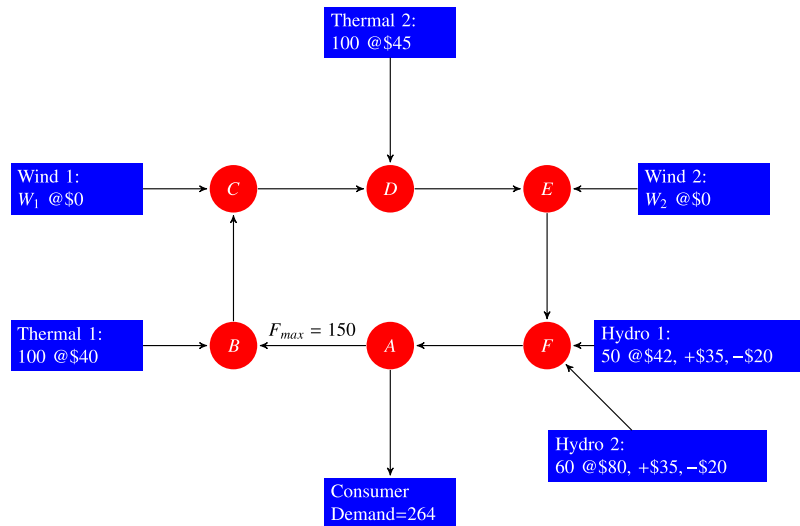 Thermal 2:
100 @$45
Wind 1:
W₁ @$0
C
D
E
Wind 2:
W₂ @$0
Thermal 1:
100 @$40
B
Fₘₐₓ = 150
A
F
Hydro 1:
50 @$42, +$35, −$20
Hydro 2:
60 @$80, +$35, −$20
Consumer
Demand=264